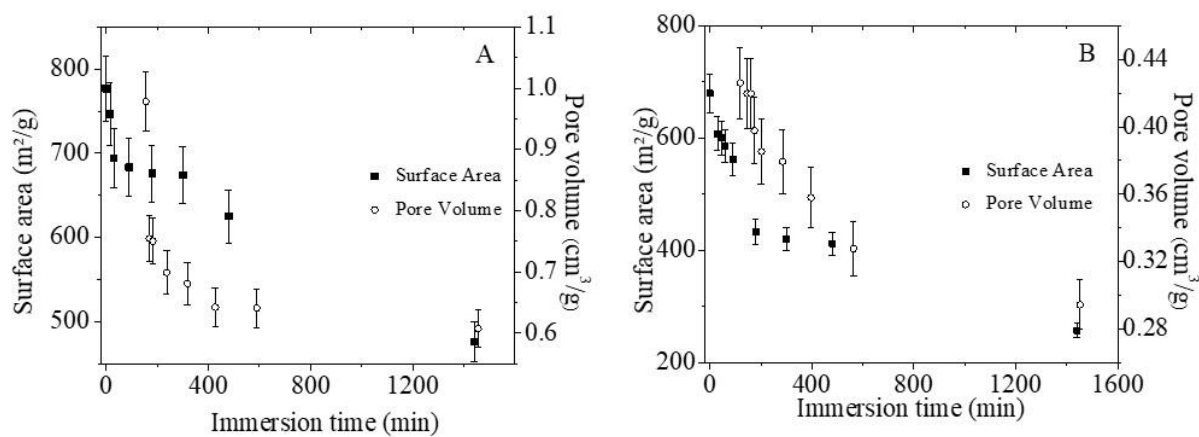 A
800
700
600
500
Surface area (m²/g)
1.1
1.0
0.9
0.8
0.7
0.6
Pore volume (cm³/g)
Surface Area
Pore Volume
0 400 800 1200
Immersion time (min)
B
800
600
400
200
Surface area (m²/g)
0.44
0.40
0.36
0.32
0.28
Pore volume (cm³/g)
Surface Area
Pore Volume
0 400 800 1200 1600
Immersion time (min)